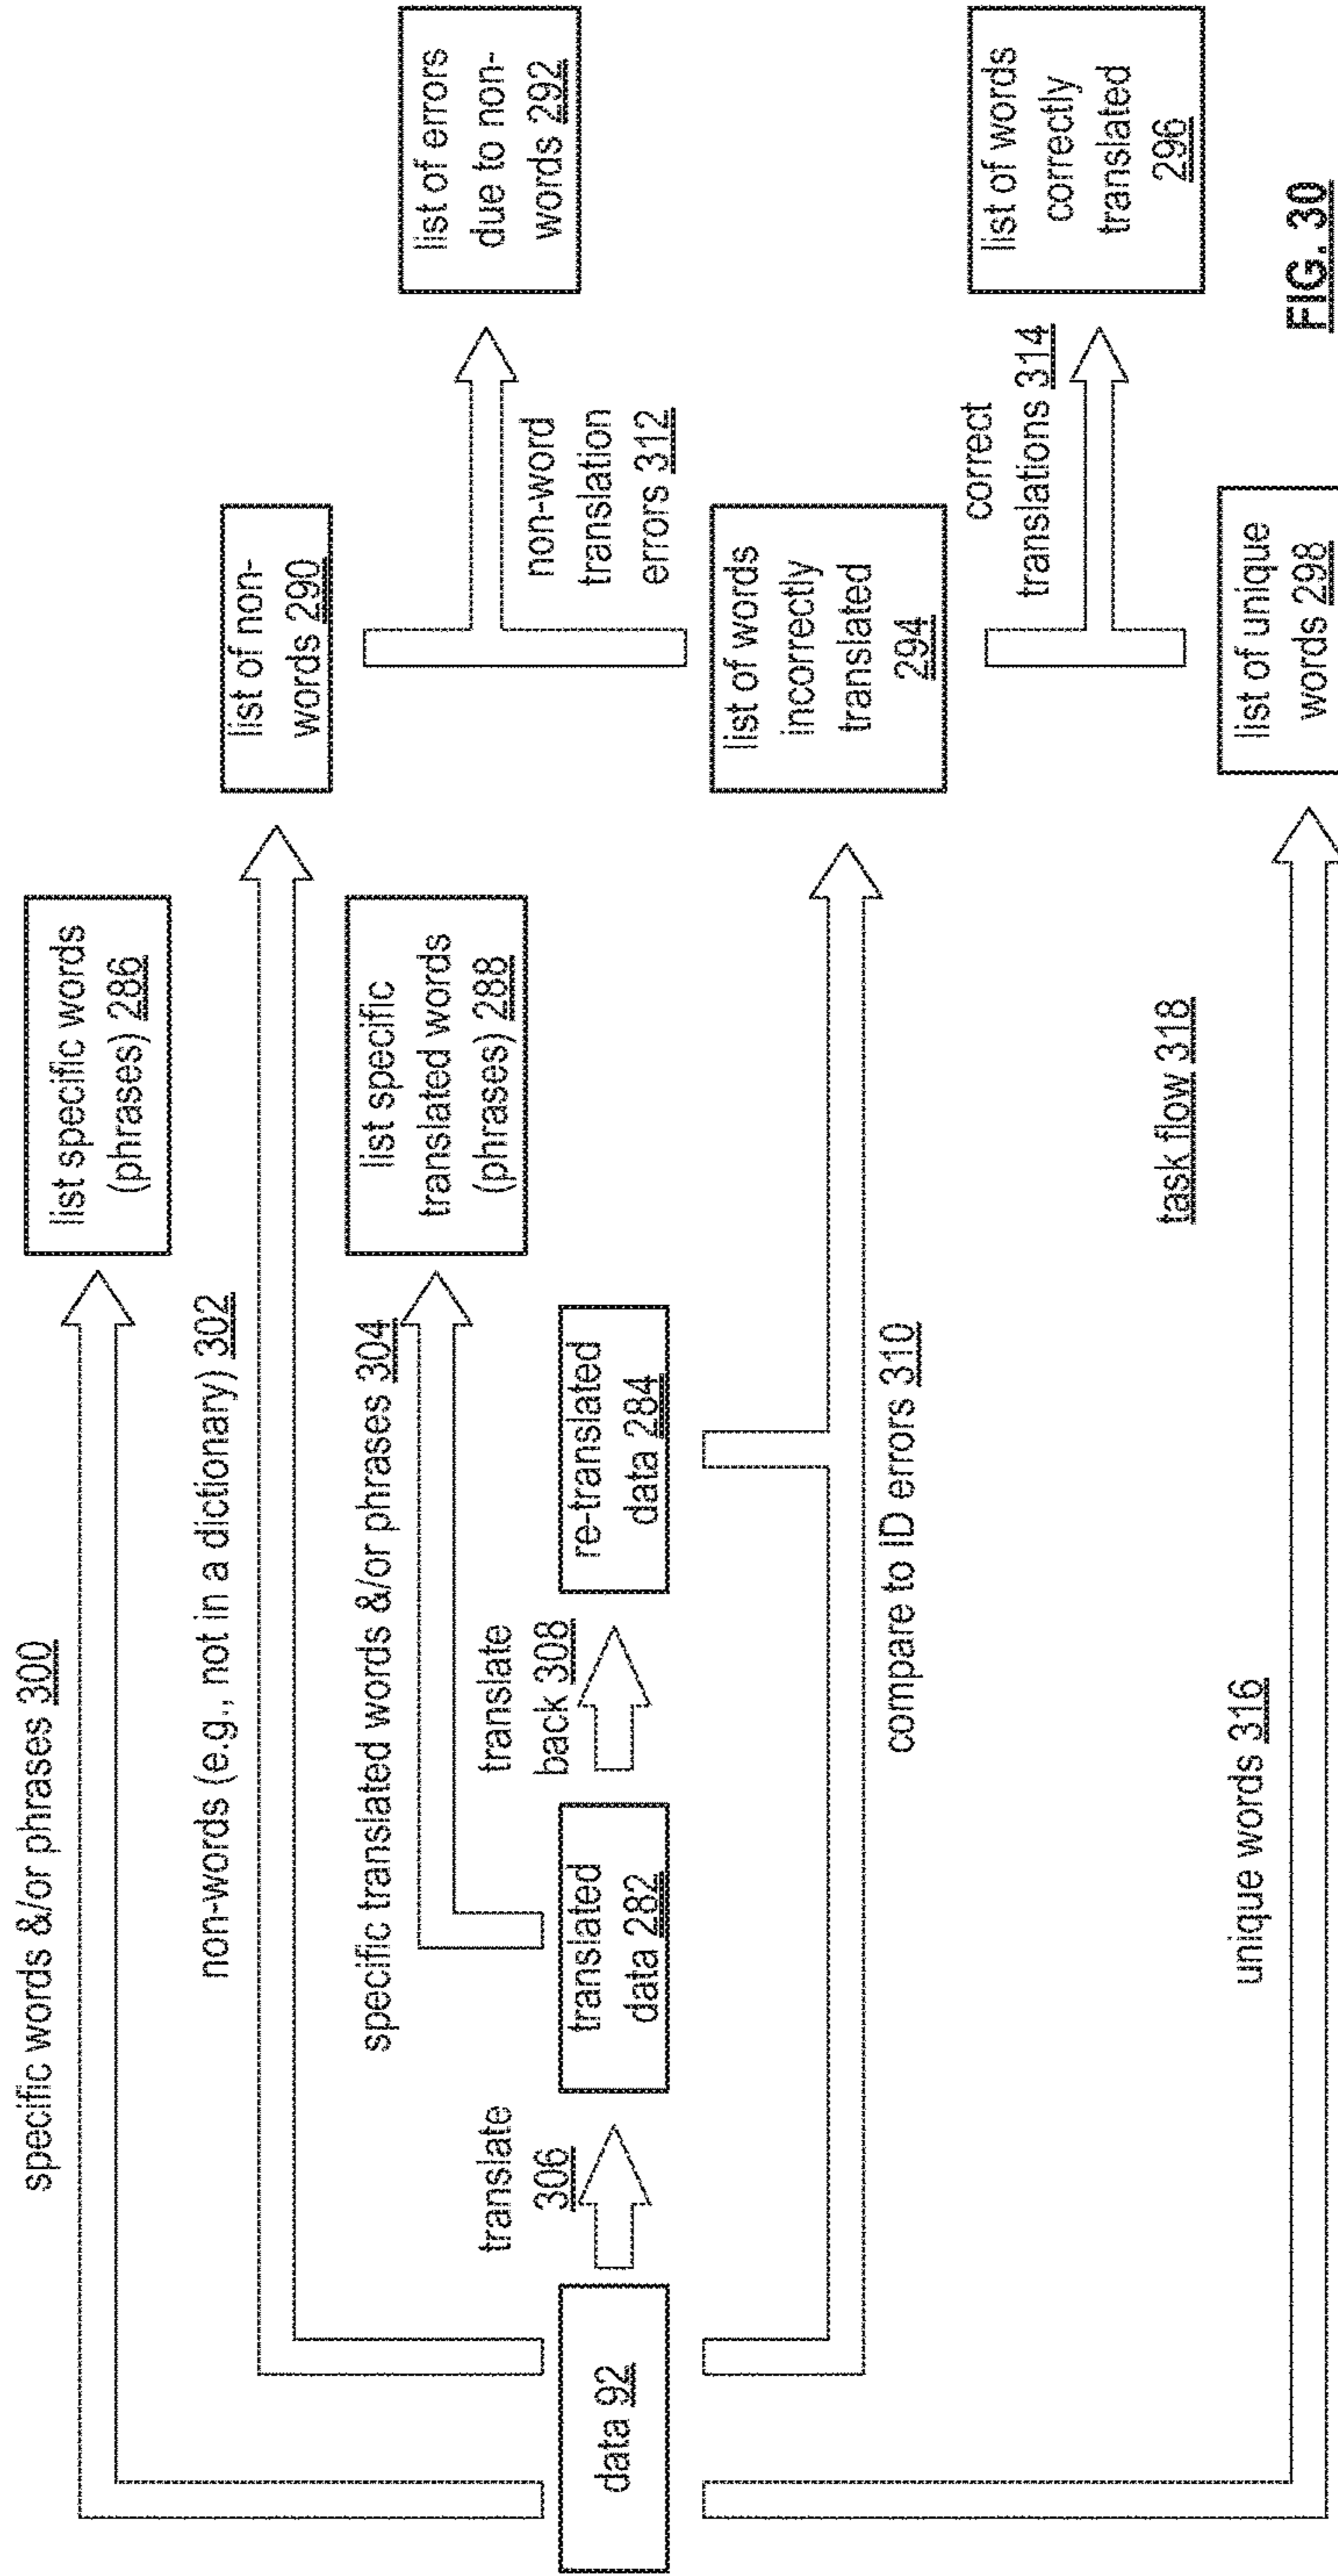 specific words &/or phrases 300
list specific words
(phrases) 286
non-words (e.g., not in a dictionary) 302
list of non-
words 290
specific translated words &/or phrases 304
list specific
translated words
(phrases) 288
list of errors
due to non-
words 292
translate
306
translate
back 308
non-word
translation
errors 312
data 92
translated
data 282
re-translated
data 284
list of words
incorrectly
translated
294
compare to ID errors 310
correct
translations 314
list of words
correctly
translated
296
task flow 318
unique words 316
list of unique
words 298
FIG. 30